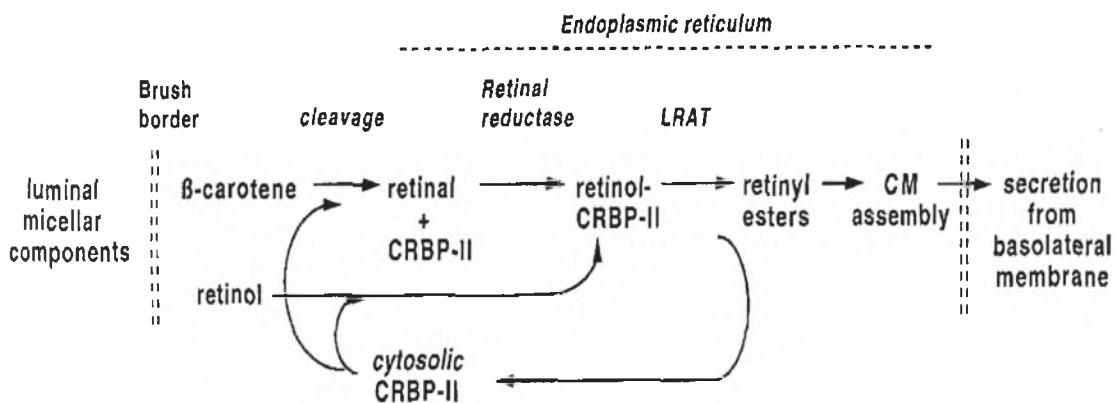 Endoplasmic reticulum
Brush
border
cleavage
Retinal
reductase
LRAT
luminal
micellar
components
ß-carotene
retinal
+
CRBP-II
retinol-
CRBP-II
retinyl
esters
CM
assembly
secretion
from
basolateral
membrane
retinol
cytosolic
CRBP-II